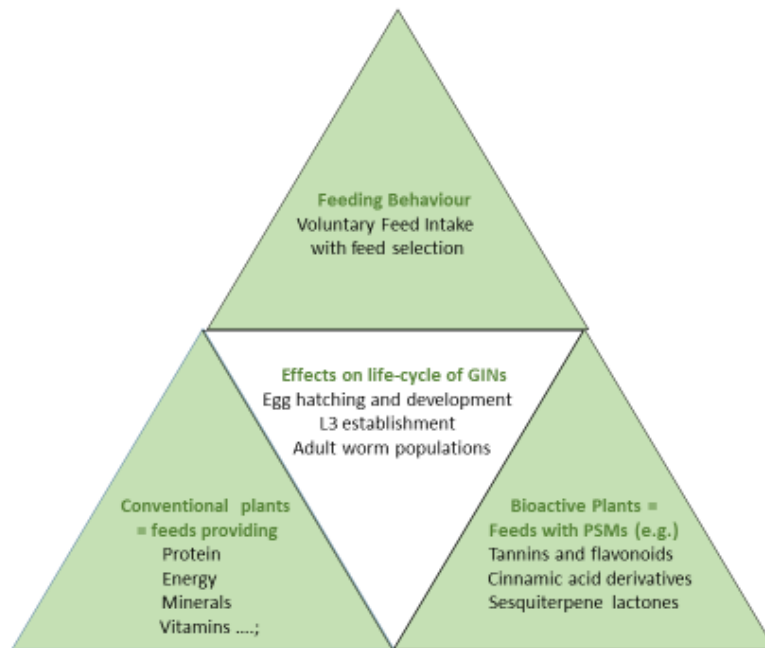 Feeding Behaviour
Voluntary Feed Intake
with feed selection
Effects on life-cycle of GINs
Egg hatching and development
L3 establishment
Adult worm populations
Conventional plants
= feeds providing
Protein
Energy
Minerals
Vitamins ....;
Bioactive Plants =
Feeds with PSMs (e.g.)
Tannins and flavonoids
Cinnamic acid derivatives
Sesquiterpene lactones